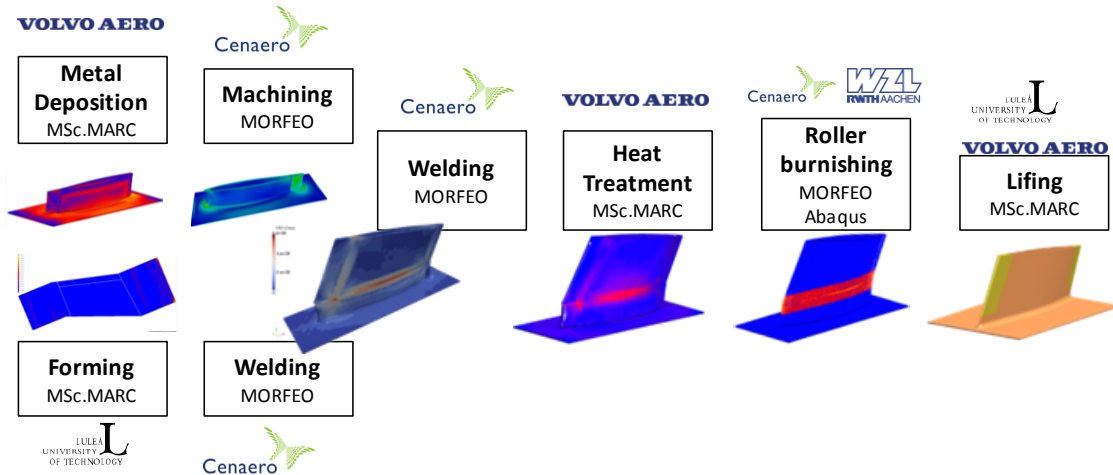 VOLVO AERO
Cenaero
Metal
Deposition
MSc.MARC
Machining
MORFEO
Cenaero
Welding
MORFEO
VOLVO AERO
Heat
Treatment
MSc.MARC
Cenaero
WZL
RWTH AACHEN
Roller
burnishing
MORFEO
Abaqus
LULEÅ
UNIVERSITY
OF TECHNOLOGY
L
VOLVO AERO
Lifing
MSc.MARC
Forming
MSc.MARC
LULEÅ
UNIVERSITY
OF TECHNOLOGY
L
Welding
MORFEO
Cenaero